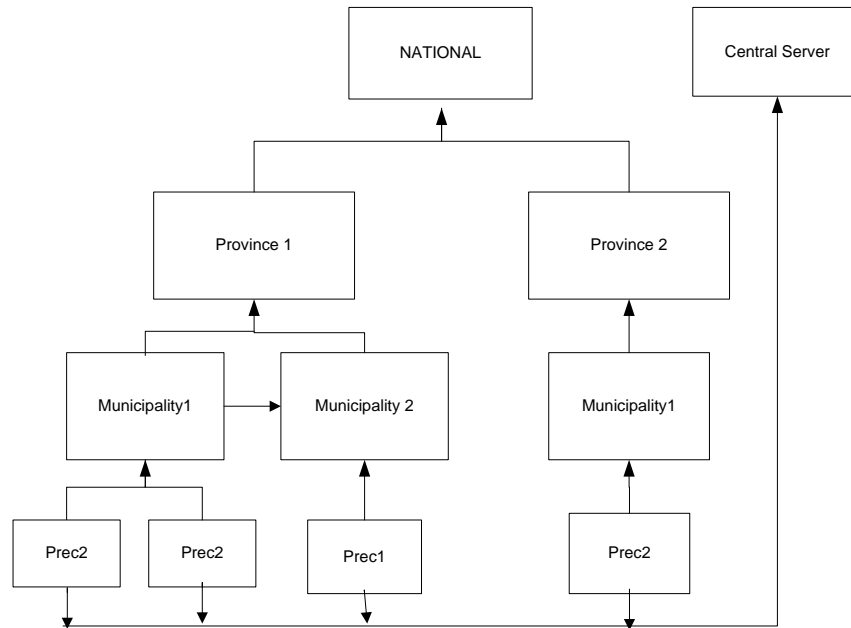 NATIONAL
Central Server
Province 1
Province 2
Municipality1
Municipality 2
Municipality1
Prec2
Prec2
Prec1
Prec2